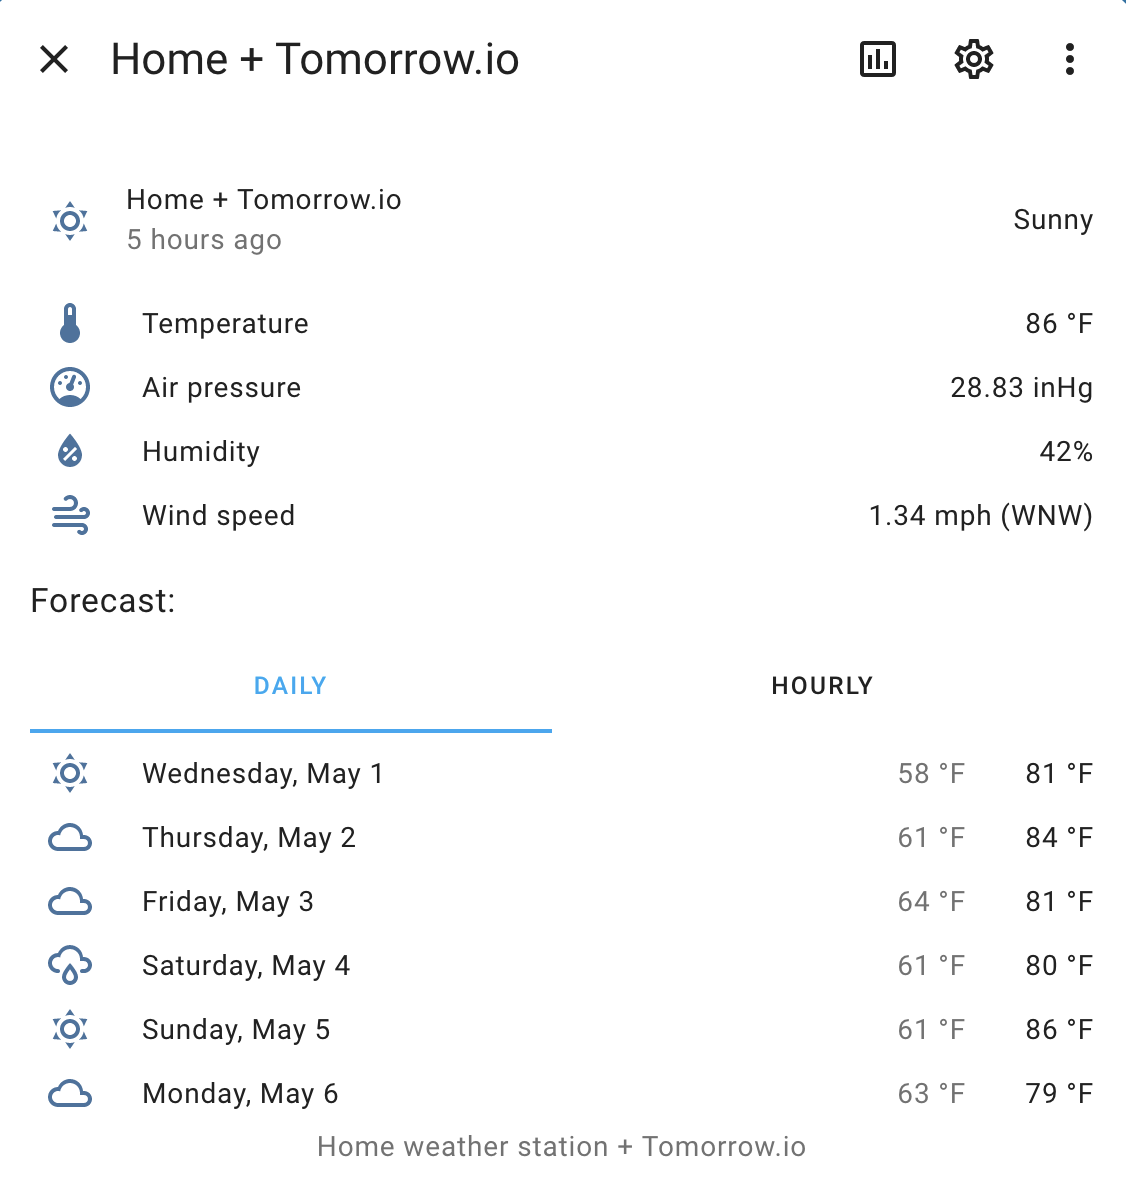 Home + Tomorrow.io
Home + Tomorrow.io
5 hours ago
Sunny
Temperature 86 °F
Air pressure 28.83 inHg
Humidity 42%
Wind speed 1.34 mph (WNW)
Forecast:
DAILY HOURLY
Wednesday, May 1 58 °F 81 °F
Thursday, May 2 61 °F 84 °F
Friday, May 3 64 °F 81 °F
Saturday, May 4 61 °F 80 °F
Sunday, May 5 61 °F 86 °F
Monday, May 6 63 °F 79 °F
Home weather station + Tomorrow.io